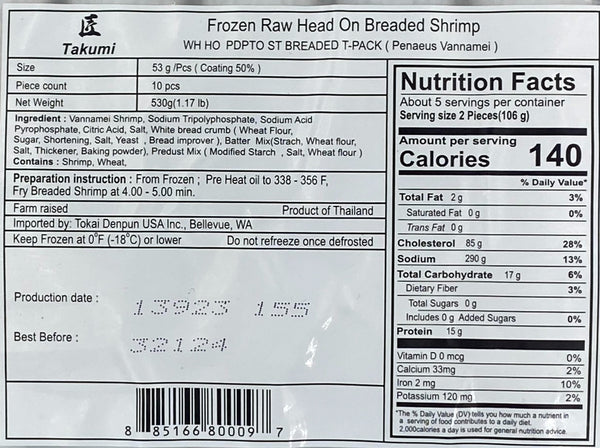 匠
Takumi
Frozen Raw Head On Breaded Shrimp
WH HO PDPTO ST BREADED T-PACK ( Penaeus Vannamei )
Size 53 g /Pcs ( Coating 50% )
Piece count 10 pcs
Net Weight 530g(1.17 lb)
Ingredient : Vannamei Shrimp, Sodium Tripolyphosphate, Sodium Acid
Pyrophosphate, Citric Acid, Salt, White bread crumb ( Wheat Flour,
Sugar, Shortening, Salt, Yeast , Bread improver ), Batter Mix(Strach, Wheat flour,
Salt, Thickener, Baking powder), Predust Mix ( Modified Starch , Salt, Wheat flour )
Contains : Shrimp, Wheat,
Preparation instruction : From Frozen ; Pre Heat oil to 338 - 356 F,
Fry Breaded Shrimp at 4.00 - 5.00 min.
Farm raised Product of Thailand
Imported by: Tokai Denpun USA Inc., Bellevue, WA
Keep Frozen at 0°F (-18°C) or lower Do not refreeze once defrosted
Production date : 13923 155
Best Before : 32124
8 85166 80009 7
Nutrition Facts
About 5 servings per container
Serving size 2 Pieces(106 g)
Amount per serving
Calories 140
% Daily Value*
Total Fat 2 g 3%
Saturated Fat 0 g 0%
Trans Fat 0 g
Cholesterol 85 g 28%
Sodium 290 g 13%
Total Carbohydrate 17 g 6%
Dietary Fiber 3%
Total Sugars 0 g
Includes 0 g Added Sugars 0%
Protein 15 g
Vitamin D 0 mcg 0%
Calcium 33mg 2%
Iron 2 mg 10%
Potassium 120 mg 2%
*The % Daily Value (DV) tells you how much a nutrient in
a serving of food contributes to a daily diet.
2,000calories a day is used for general nutrition advice.